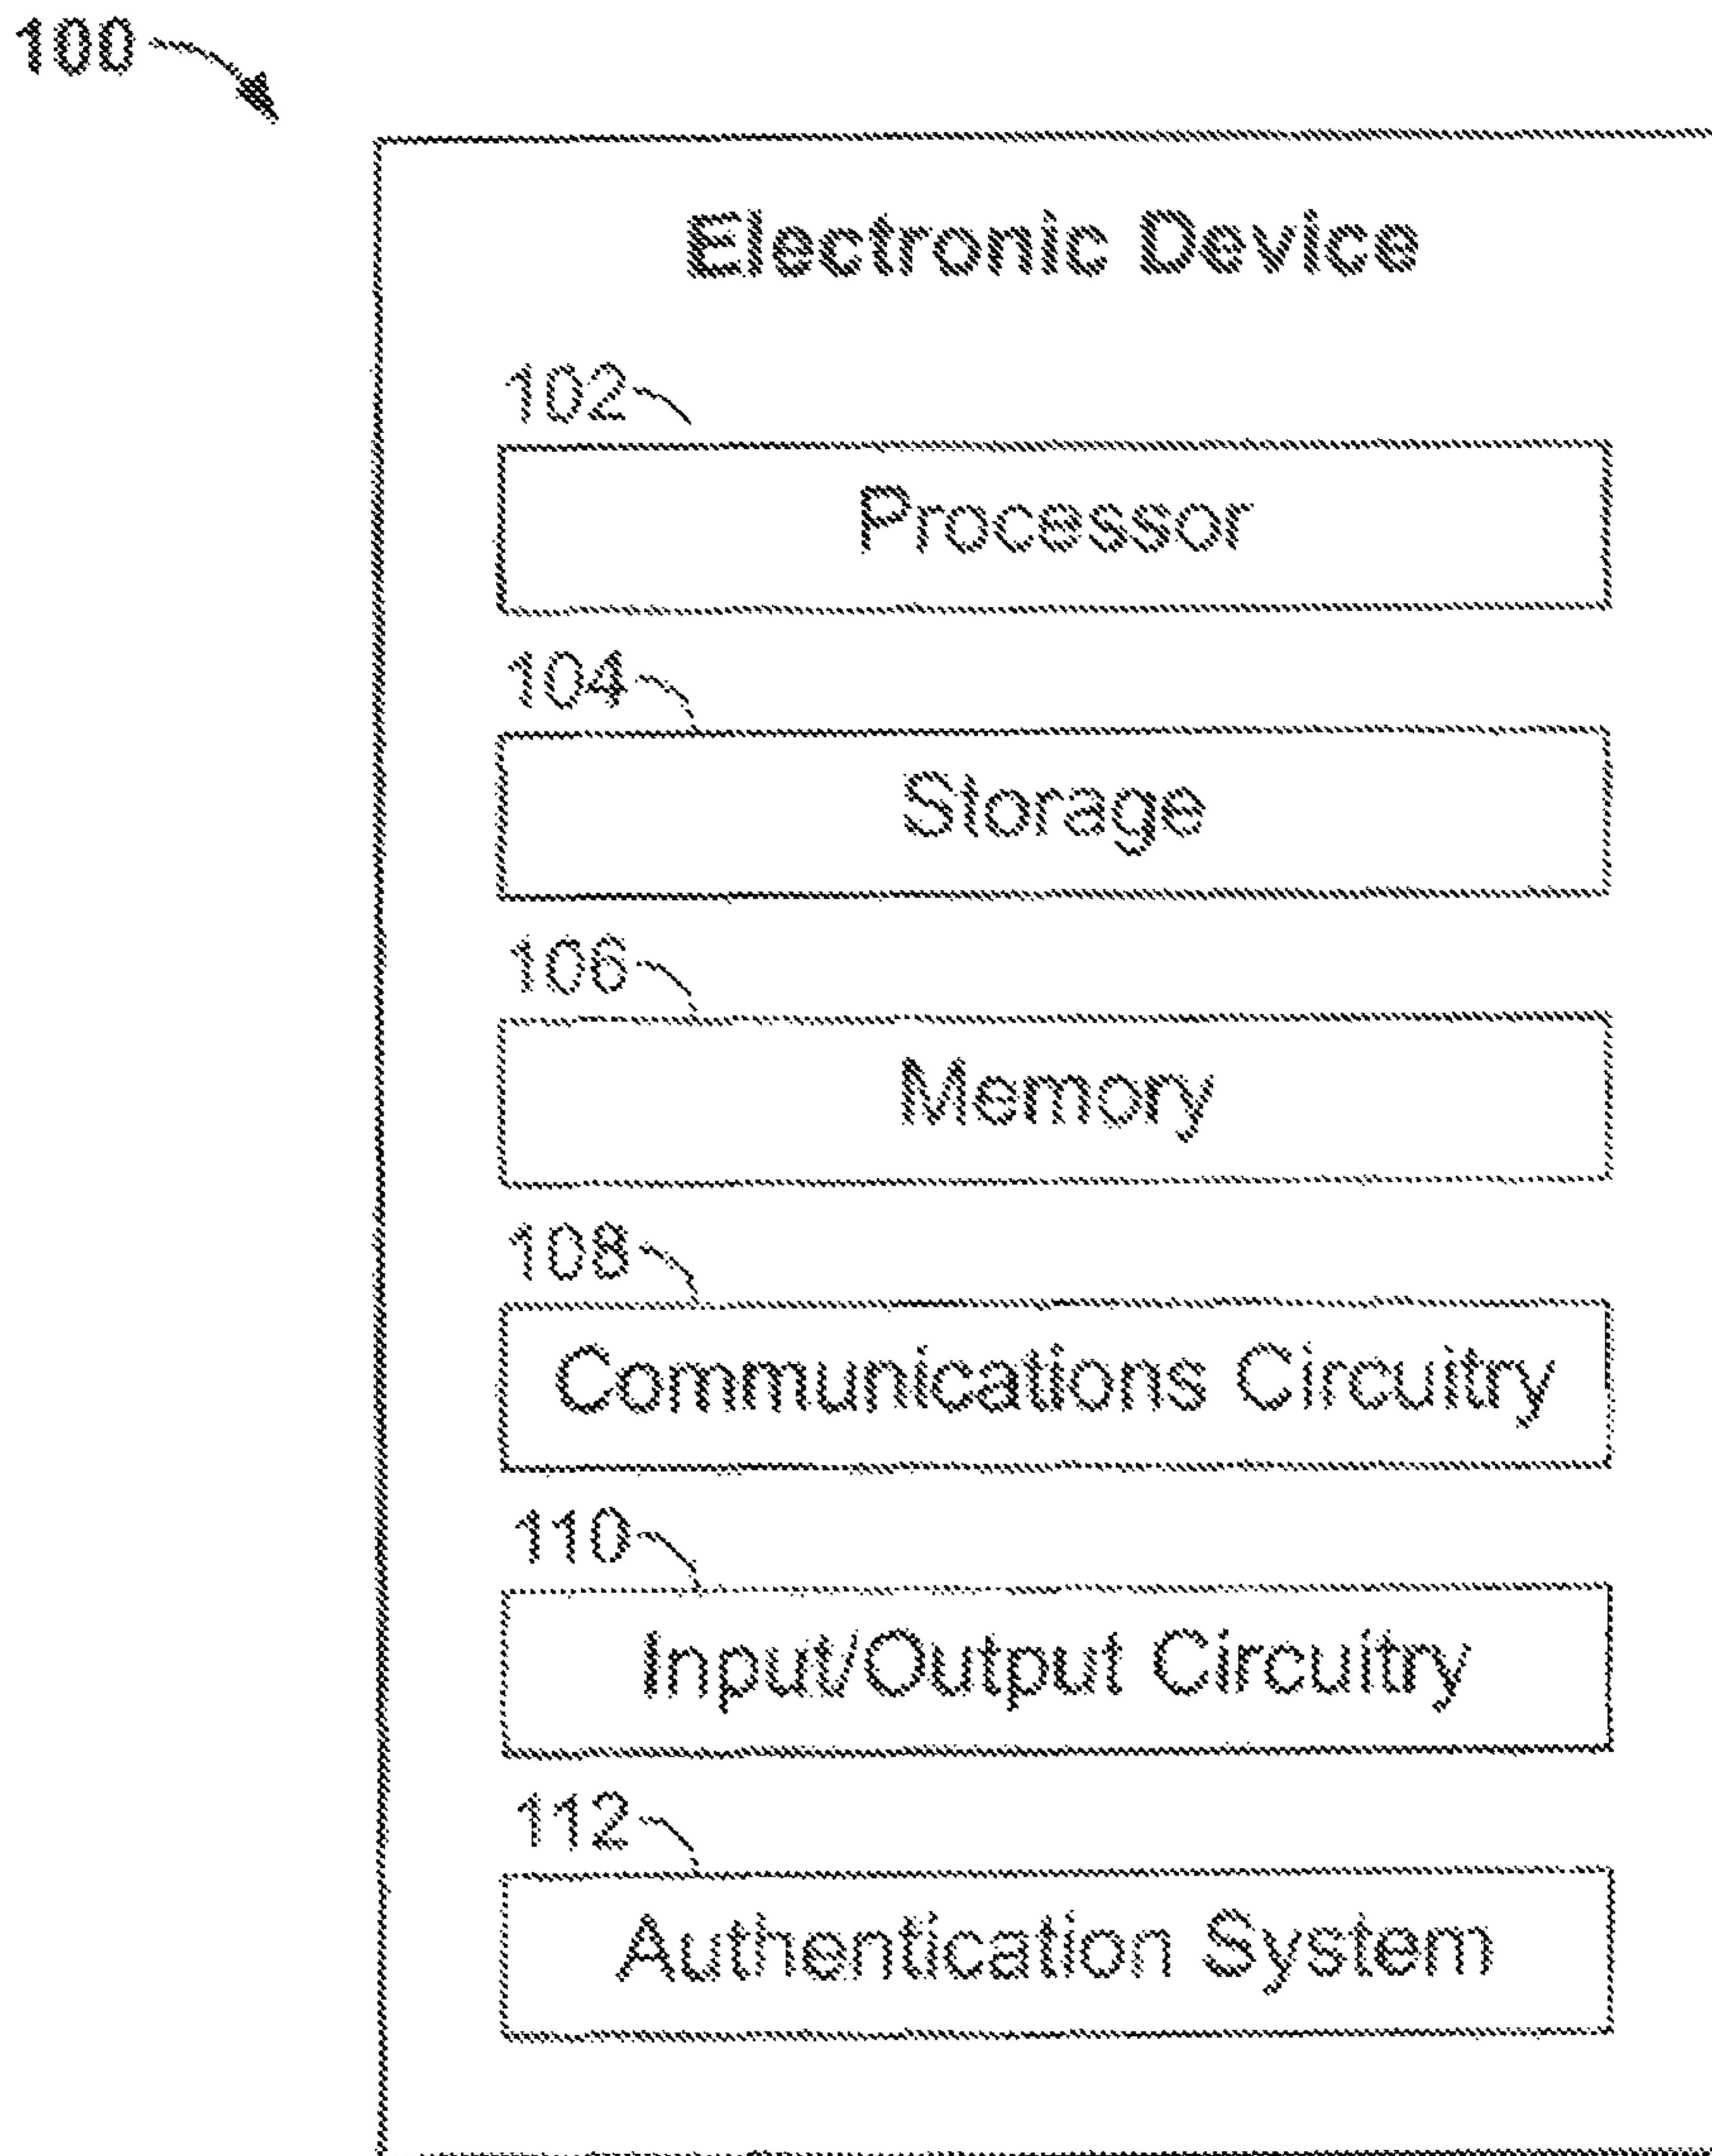 100
Electronic Device
102
Processor
104
Storage
106
Memory
108
Communications Circuitry
110
Input/Output Circuitry
112
Authentication System